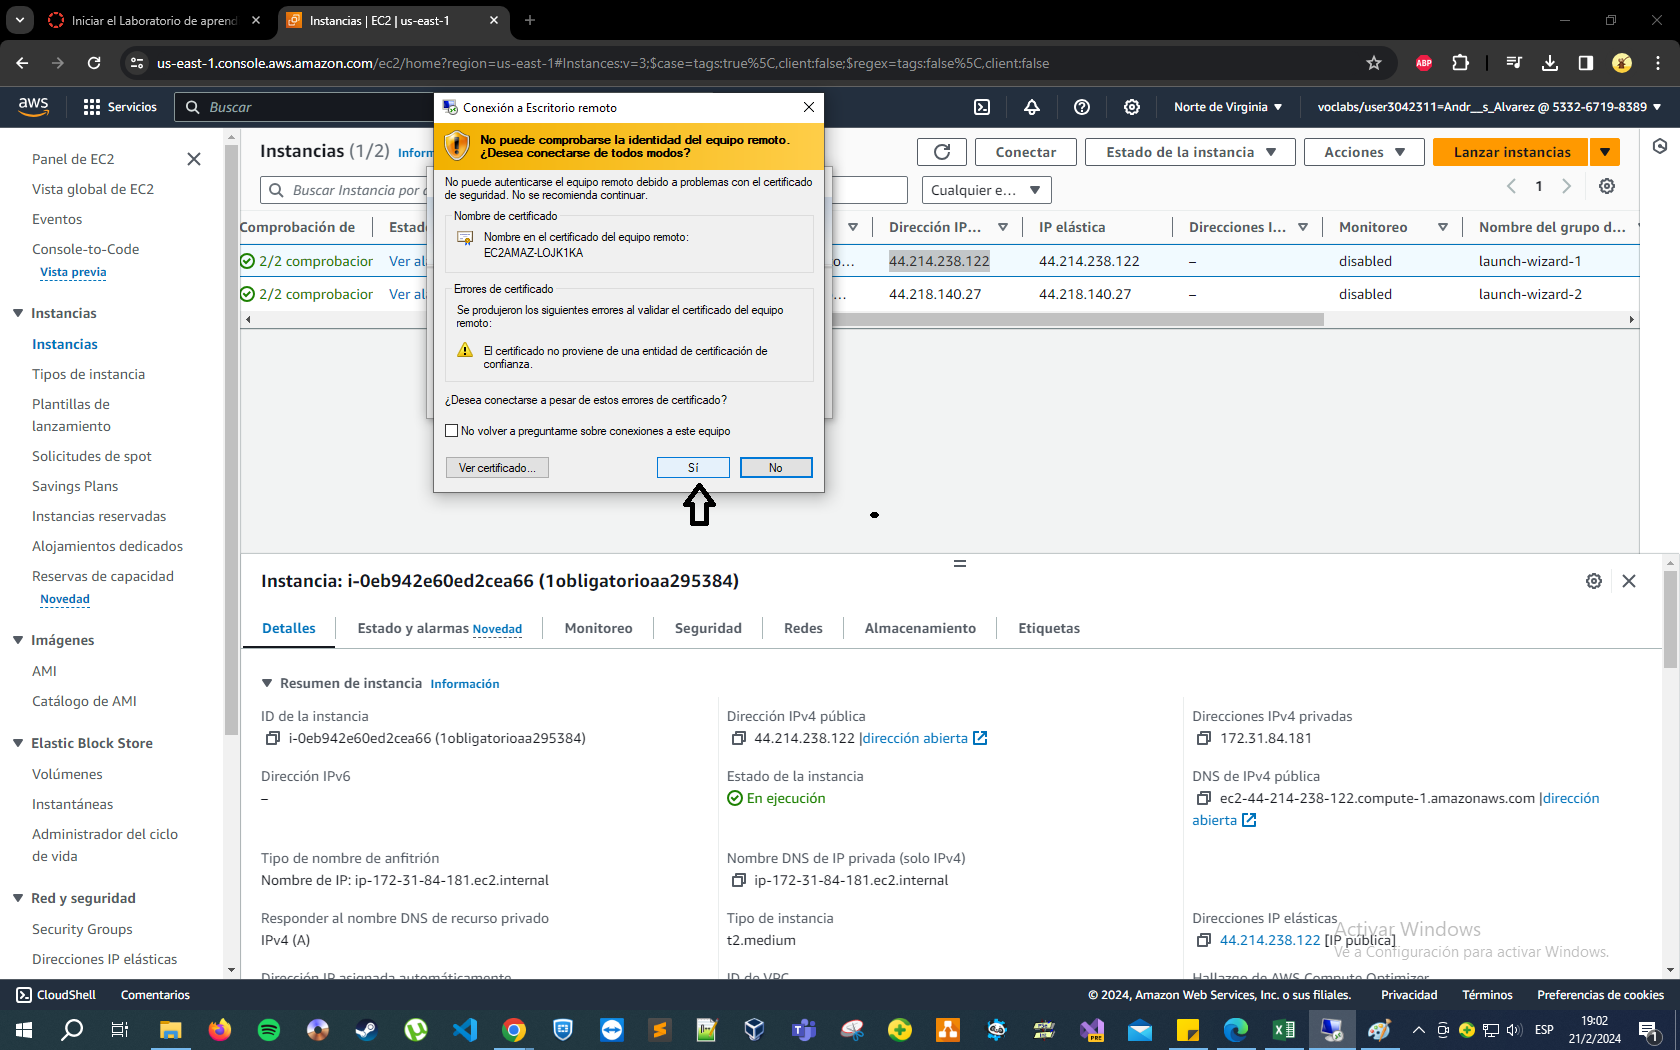 Iniciar el Laboratorio de aprend
Instancias | EC2 | us-east-1
us-east-1.console.aws.amazon.com/ec2/home?region=us-east-1#Instances:v=3;$case=tags:true%5C,client:false;$regex=tags:false%5C,client:false
ABP
aws
Servicios
Buscar
Norte de Virginia
voclabs/user3042311=Andr__s_Alvarez @ 5332-6719-8389
Panel de EC2
Vista global de EC2
Eventos
Console-to-Code
Vista previa
Instancias
Instancias
Tipos de instancia
Plantillas de
lanzamiento
Solicitudes de spot
Savings Plans
Instancias reservadas
Alojamientos dedicados
Reservas de capacidad
Novedad
Imágenes
AMI
Catálogo de AMI
Elastic Block Store
Volúmenes
Instantáneas
Administrador del ciclo
de vida
Red y seguridad
Security Groups
Direcciones IP elásticas
Instancias (1/2) Inform
Conectar
Estado de la instancia
Acciones
Lanzar instancias
Buscar Instancia por
Cualquier e...
1
Comprobación de
Estad
Dirección IP...
IP elástica
Direcciones I...
Monitoreo
Nombre del grupo d...
2/2 comprobacior
Ver al
o...
44.214.238.122
44.214.238.122
–
disabled
launch-wizard-1
2/2 comprobacior
Ver al
...
44.218.140.27
44.218.140.27
–
disabled
launch-wizard-2
Conexión a Escritorio remoto
No puede comprobarse la identidad del equipo remoto.
¿Desea conectarse de todos modos?
No puede autenticarse el equipo remoto debido a problemas con el certificado
de seguridad. No se recomienda continuar.
Nombre de certificado
Nombre en el certificado del equipo remoto:
EC2AMAZ-LOJK1KA
Errores de certificado
Se produjeron los siguientes errores al validar el certificado del equipo
remoto:
El certificado no proviene de una entidad de certificación de
confianza.
¿Desea conectarse a pesar de estos errores de certificado?
No volver a preguntarme sobre conexiones a este equipo
Ver certificado...
Sí
No
Instancia: i-0eb942e60ed2cea66 (1obligatorioaa295384)
Detalles
Estado y alarmas Novedad
Monitoreo
Seguridad
Redes
Almacenamiento
Etiquetas
Resumen de instancia Información
ID de la instancia
i-0eb942e60ed2cea66 (1obligatorioaa295384)
Dirección IPv4 pública
44.214.238.122 |dirección abierta
Direcciones IPv4 privadas
172.31.84.181
Dirección IPv6
–
Estado de la instancia
En ejecución
DNS de IPv4 pública
ec2-44-214-238-122.compute-1.amazonaws.com |dirección
abierta
Tipo de nombre de anfitrión
Nombre de IP: ip-172-31-84-181.ec2.internal
Nombre DNS de IP privada (solo IPv4)
ip-172-31-84-181.ec2.internal
Responder al nombre DNS de recurso privado
IPv4 (A)
Tipo de instancia
t2.medium
Direcciones IP elásticas
44.214.238.122 [IP pública]
Dirección IP asignada automáticamente
ID de VPC
Hallazgo de AWS Compute Optimizer
Activar Windows
Ve a Configuración para activar Windows.
CloudShell
Comentarios
© 2024, Amazon Web Services, Inc. o sus filiales.
Privacidad
Términos
Preferencias de cookies
PRE
ESP
19:02
21/2/2024
1